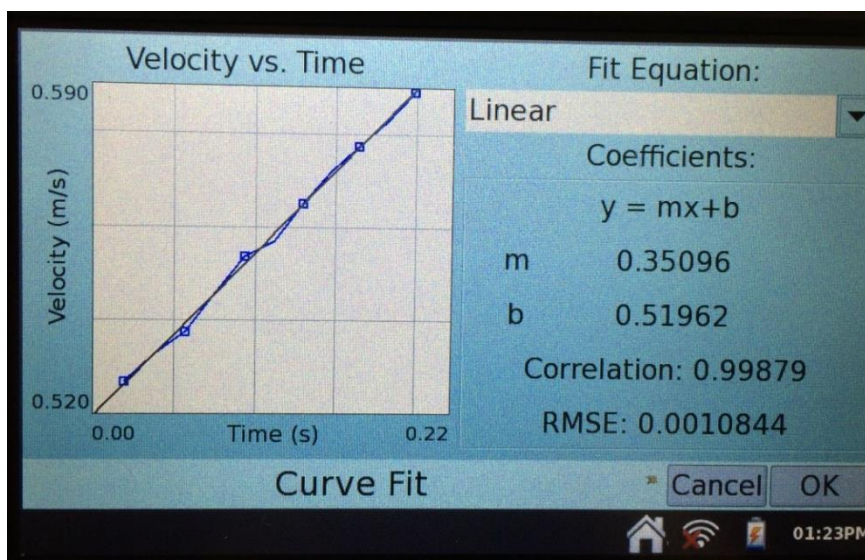 Velocity vs. Time
0.590
Velocity (m/s)
0.520
0.00
Time (s)
0.22
Fit Equation:
Linear
Coefficients:
y = mx+b
m 0.35096
b 0.51962
Correlation: 0.99879
RMSE: 0.0010844
Curve Fit
Cancel
OK
01:23PM